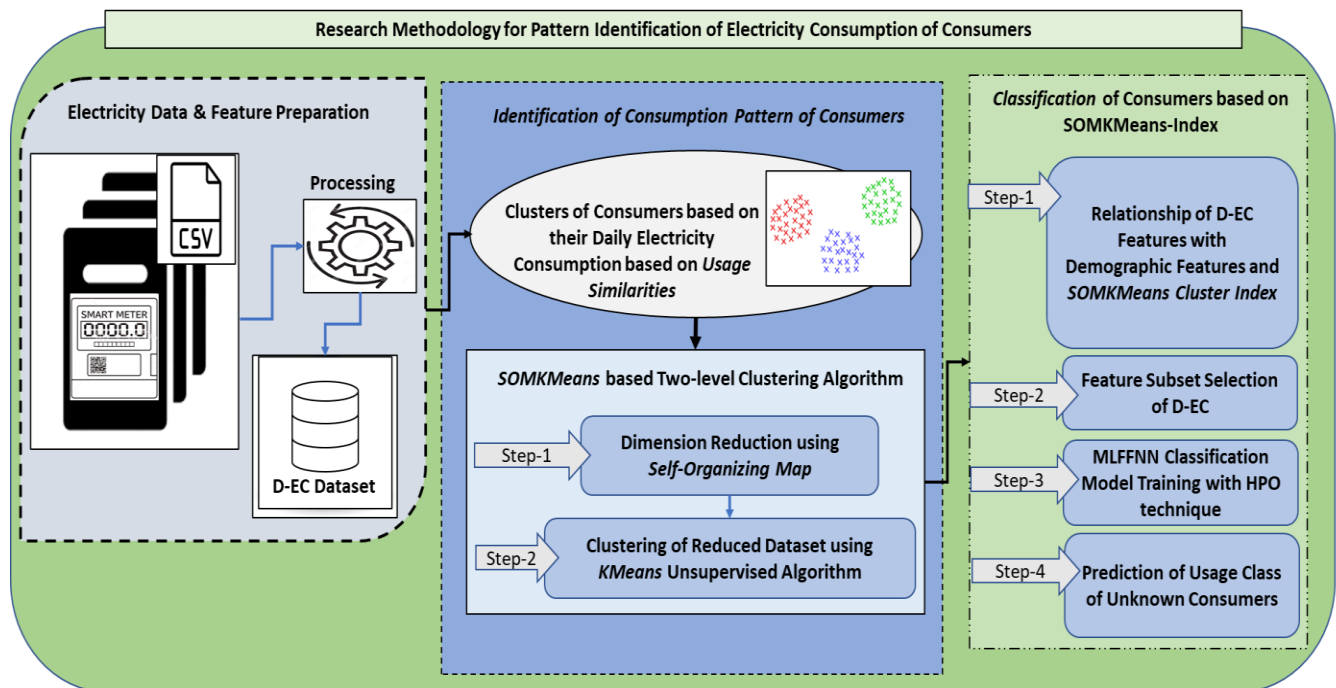 Research Methodology for Pattern Identification of Electricity Consumption of Consumers
Electricity Data & Feature Preparation
CSV
SMART METER
0000.0
Processing
D-EC Dataset
Identification of Consumption Pattern of Consumers
Clusters of Consumers based on
their Daily Electricity
Consumption based on Usage
Similarities
SOMKMeans based Two-level Clustering Algorithm
Step-1
Dimension Reduction using
Self-Organizing Map
Step-2
Clustering of Reduced Dataset using
KMeans Unsupervised Algorithm
Classification of Consumers based on
SOMKMeans-Index
Step-1
Relationship of D-EC
Features with
Demographic Features and
SOMKMeans Cluster Index
Step-2
Feature Subset Selection
of D-EC
Step-3
MLFFNN Classification
Model Training with HPO
technique
Step-4
Prediction of Usage Class
of Unknown Consumers